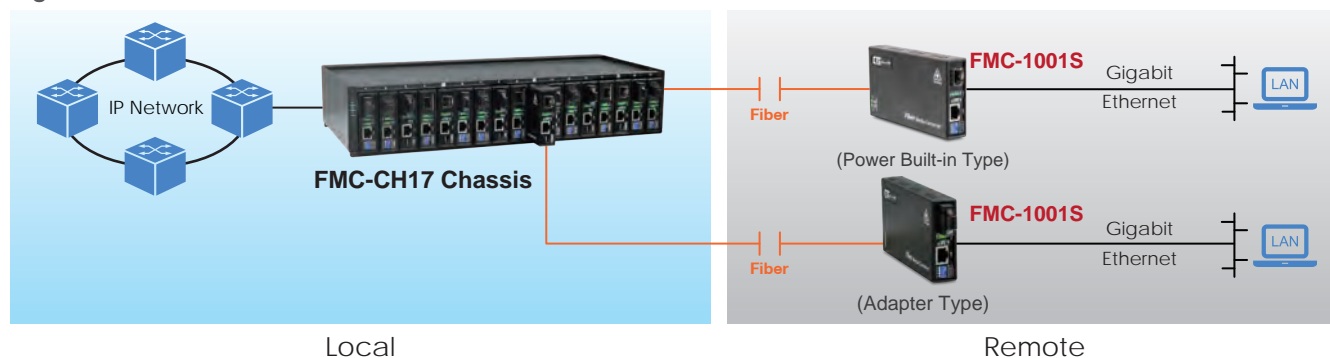 IP Network
FMC-CH17 Chassis
Fiber
FMC-1001S
Gigabit
Ethernet
LAN
(Power Built-in Type)
Fiber
FMC-1001S
Gigabit
Ethernet
LAN
(Adapter Type)
Local
Remote